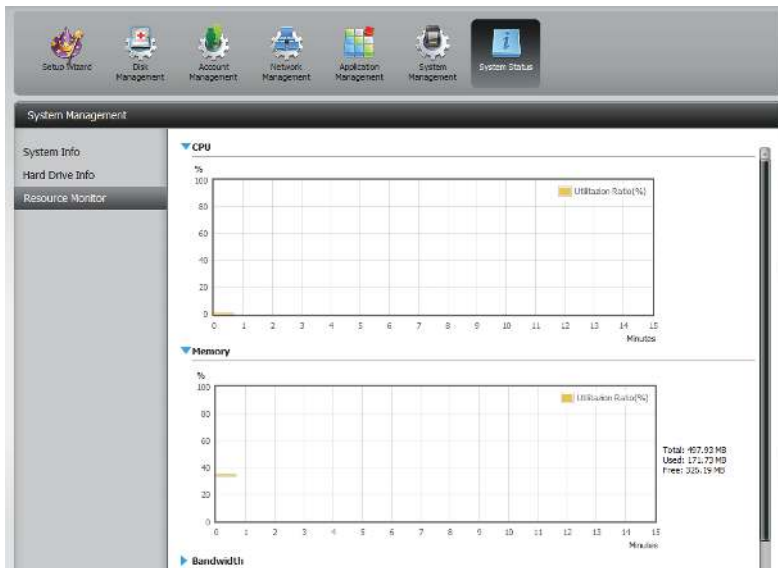 Setup Wizard
Disk Management
Account Management
Network Management
Application Management
System Management
System Status
System Management
System Info
Hard Drive Info
Resource Monitor
CPU
%
Utilitazion Ratio(%)
100
80
60
40
20
0
0 1 2 3 4 5 6 7 8 9 10 11 12 13 14 15
Minutes
Memory
%
Utilitazion Ratio(%)
100
80
60
40
20
0
Total: 497.93 MB
Used: 171.73 MB
Free: 326.19 MB
0 1 2 3 4 5 6 7 8 9 10 11 12 13 14 15
Minutes
Bandwidth